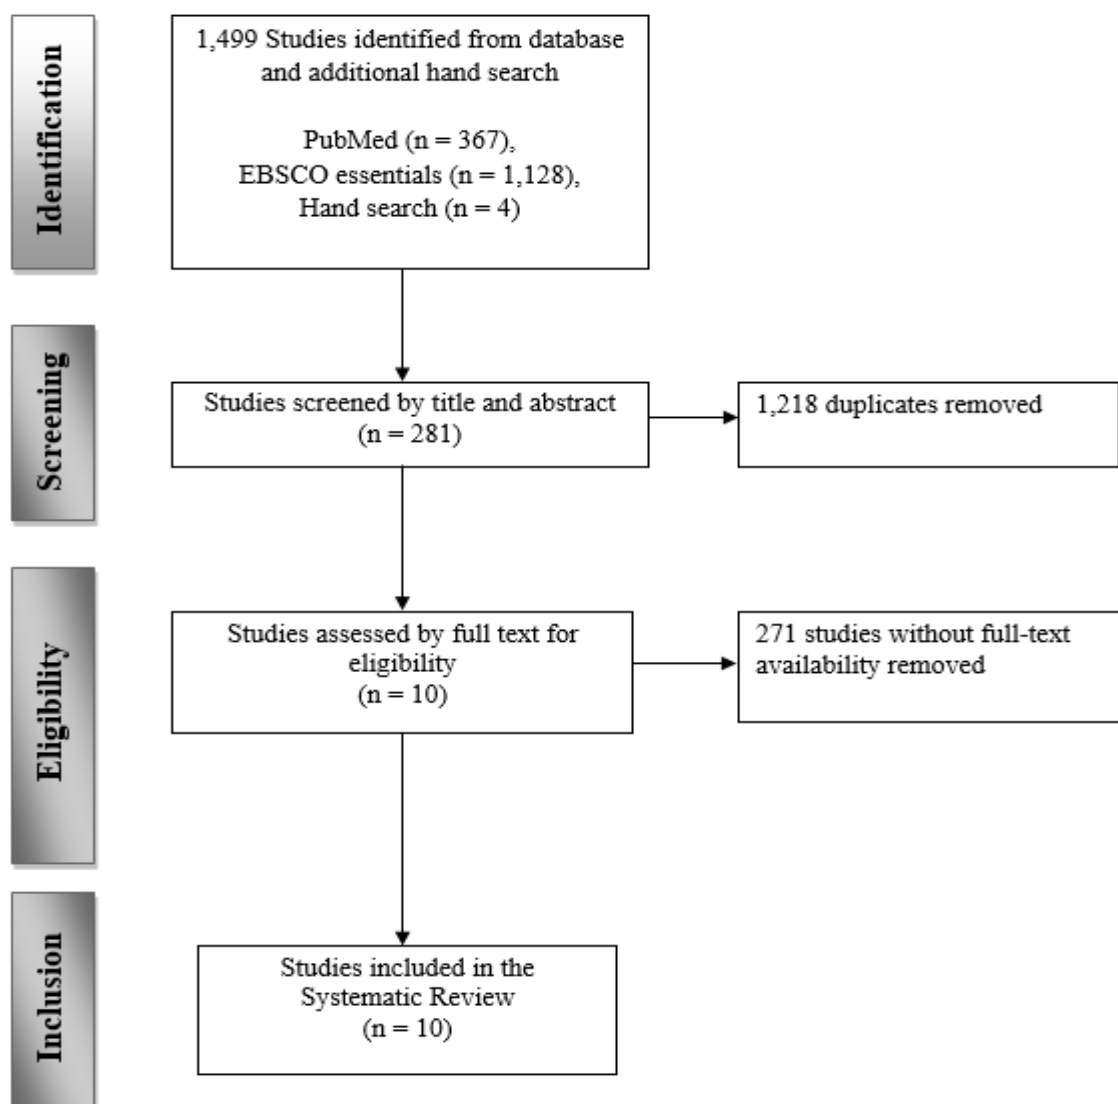 Identification
1,499 Studies identified from database
and additional hand search
PubMed (n = 367),
EBSCO essentials (n = 1,128),
Hand search (n = 4)
Screening
Studies screened by title and abstract
(n = 281)
1,218 duplicates removed
Eligibility
Studies assessed by full text for
eligibility
(n = 10)
271 studies without full-text
availability removed
Inclusion
Studies included in the
Systematic Review
(n = 10)